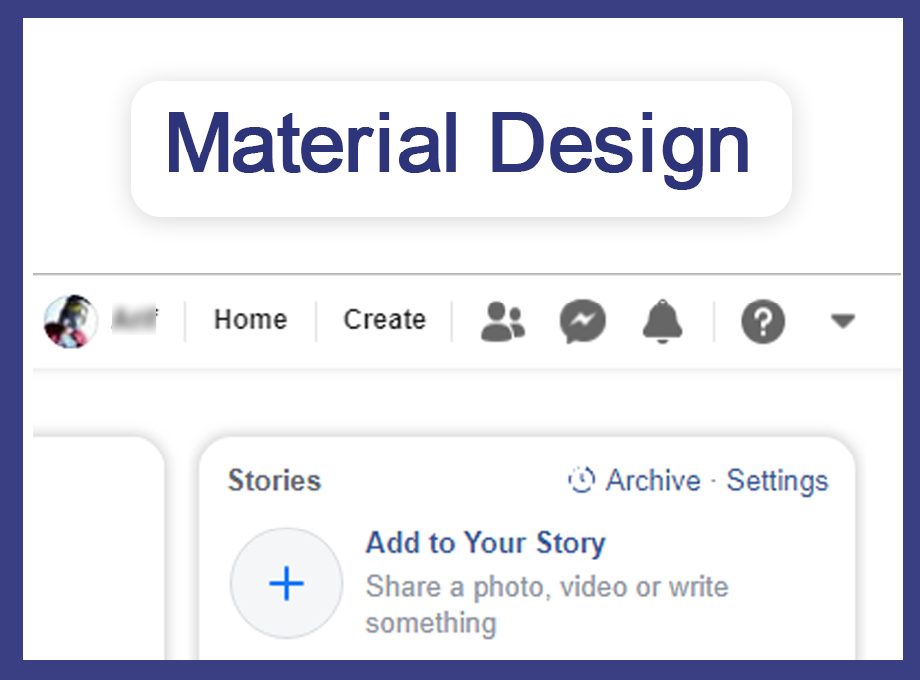 Material Design
Home
Create
Stories
Archive · Settings
Add to Your Story
Share a photo, video or write
something